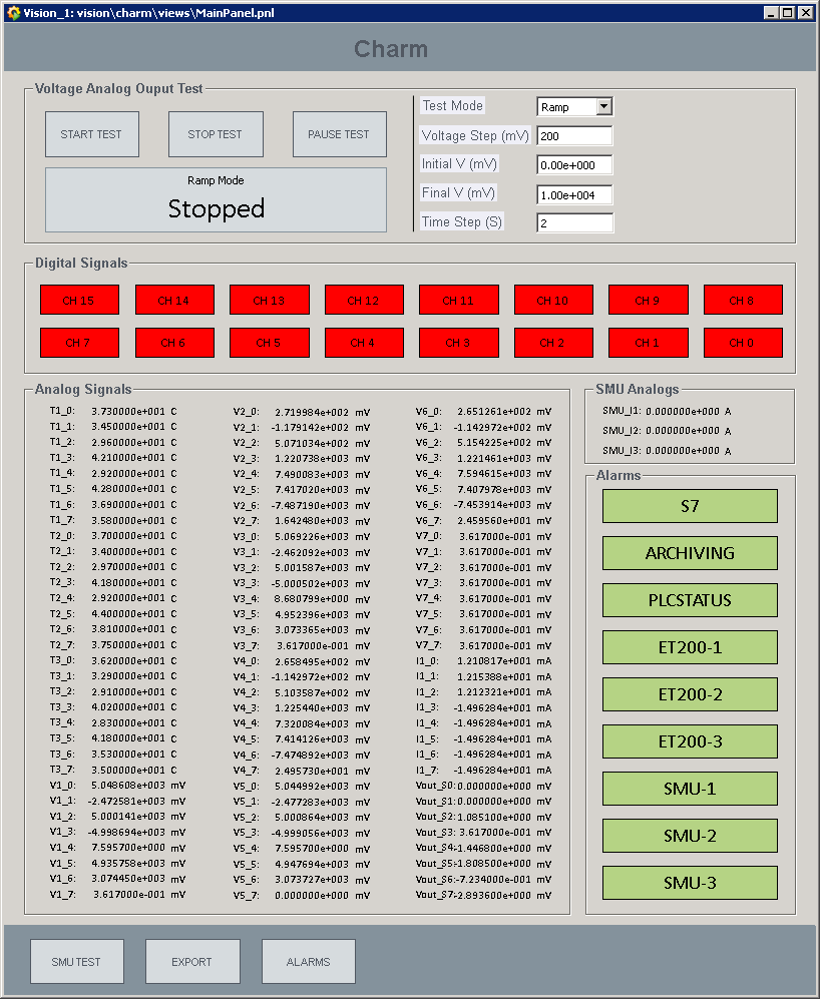 Vision_1: vision\charm\views\MainPanel.pnl
Charm
Voltage Analog Ouput Test
START TEST
STOP TEST
PAUSE TEST
Ramp Mode
Stopped
Test Mode Ramp
Voltage Step (mV) 200
Initial V (mV) 0.00e+000
Final V (mV) 1.00e+004
Time Step (S) 2
Digital Signals
CH 15 CH 14 CH 13 CH 12 CH 11 CH 10 CH 9 CH 8
CH 7 CH 6 CH 5 CH 4 CH 3 CH 2 CH 1 CH 0
Analog Signals
T1_0: 3.730000e+001 C
T1_1: 3.450000e+001 C
T1_2: 2.960000e+001 C
T1_3: 4.210000e+001 C
T1_4: 2.920000e+001 C
T1_5: 4.280000e+001 C
T1_6: 3.690000e+001 C
T1_7: 3.580000e+001 C
T2_0: 3.700000e+001 C
T2_1: 3.400000e+001 C
T2_2: 2.970000e+001 C
T2_3: 4.180000e+001 C
T2_4: 2.920000e+001 C
T2_5: 4.400000e+001 C
T2_6: 3.810000e+001 C
T2_7: 3.750000e+001 C
T3_0: 3.620000e+001 C
T3_1: 3.290000e+001 C
T3_2: 2.910000e+001 C
T3_3: 4.020000e+001 C
T3_4: 2.830000e+001 C
T3_5: 4.180000e+001 C
T3_6: 3.530000e+001 C
T3_7: 3.500000e+001 C
V1_0: 5.048608e+003 mV
V1_1: -2.472581e+003 mV
V1_2: 5.000141e+003 mV
V1_3: -4.998694e+003 mV
V1_4: 7.595700e+000 mV
V1_5: 4.935758e+003 mV
V1_6: 3.074450e+003 mV
V1_7: 3.617000e-001 mV
V2_0: 2.719984e+002 mV
V2_1: -1.179142e+003 mV
V2_2: 5.071034e+003 mV
V2_3: 1.220738e+003 mV
V2_4: 7.490083e+003 mV
V2_5: 7.417020e+003 mV
V2_6: -7.487190e+003 mV
V2_7: 1.642480e+003 mV
V3_0: 5.069226e+003 mV
V3_1: -2.462092e+003 mV
V3_2: 5.001587e+003 mV
V3_3: -5.000502e+003 mV
V3_4: 8.680799e+000 mV
V3_5: 4.952396e+003 mV
V3_6: 3.073365e+003 mV
V3_7: 3.617000e-001 mV
V4_0: 2.658495e+002 mV
V4_1: -1.142972e+003 mV
V4_2: 5.103587e+003 mV
V4_3: 1.225440e+003 mV
V4_4: 7.320084e+003 mV
V4_5: 7.414126e+003 mV
V4_6: -7.474892e+003 mV
V4_7: 2.495730e+001 mV
V5_0: 5.044992e+003 mV
V5_1: -2.477283e+003 mV
V5_2: 5.000864e+003 mV
V5_3: -4.999056e+003 mV
V5_4: 7.595700e+000 mV
V5_5: 4.947694e+003 mV
V5_6: 3.073727e+003 mV
V5_7: 0.000000e+000 mV
V6_0: 2.651261e+002 mV
V6_1: -1.142972e+003 mV
V6_2: 5.154225e+003 mV
V6_3: 1.221461e+003 mV
V6_4: 7.594615e+003 mV
V6_5: 7.407978e+003 mV
V6_6: -7.453914e+003 mV
V6_7: 2.459560e+001 mV
V7_0: 3.617000e-001 mV
V7_1: 3.617000e-001 mV
V7_2: 3.617000e-001 mV
V7_3: 3.617000e-001 mV
V7_4: 3.617000e-001 mV
V7_5: 3.617000e-001 mV
V7_6: 3.617000e-001 mV
V7_7: 3.617000e-001 mV
I1_0: 1.210817e+001 mA
I1_1: 1.215388e+001 mA
I1_2: 1.212321e+001 mA
I1_3: -1.496284e+001 mA
I1_4: -1.496284e+001 mA
I1_5: -1.496284e+001 mA
I1_6: -1.496284e+001 mA
I1_7: -1.496284e+001 mA
Vout_S0: 0.000000e+000 mV
Vout_S1: 0.000000e+000 mV
Vout_S2: 1.085100e+000 mV
Vout_S3: 3.617000e-001 mV
Vout_S4 -1.446800e+000 mV
Vout_S5 -1.808500e+000 mV
Vout_S6: -7.234000e-001 mV
Vout_S7 -2.893600e+000 mV
SMU Analogs
SMU_I1: 0.000000e+000 A
SMU_I2: 0.000000e+000 A
SMU_I3: 0.000000e+000 A
Alarms
S7
ARCHIVING
PLCSTATUS
ET200-1
ET200-2
ET200-3
SMU-1
SMU-2
SMU-3
SMU TEST
EXPORT
ALARMS